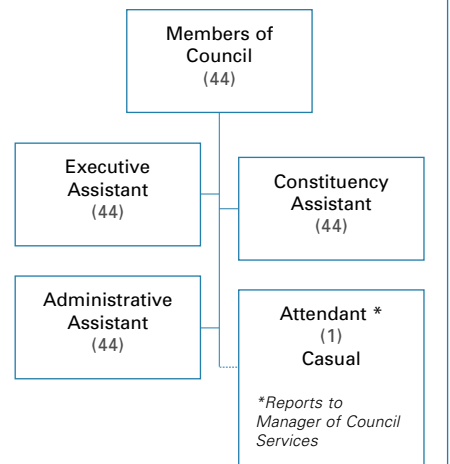 Members of
Council
(44)
Executive
Assistant
(44)
Constituency
Assistant
(44)
Administrative
Assistant
(44)
Attendant *
(1)
Casual
*Reports to
Manager of Council
Services